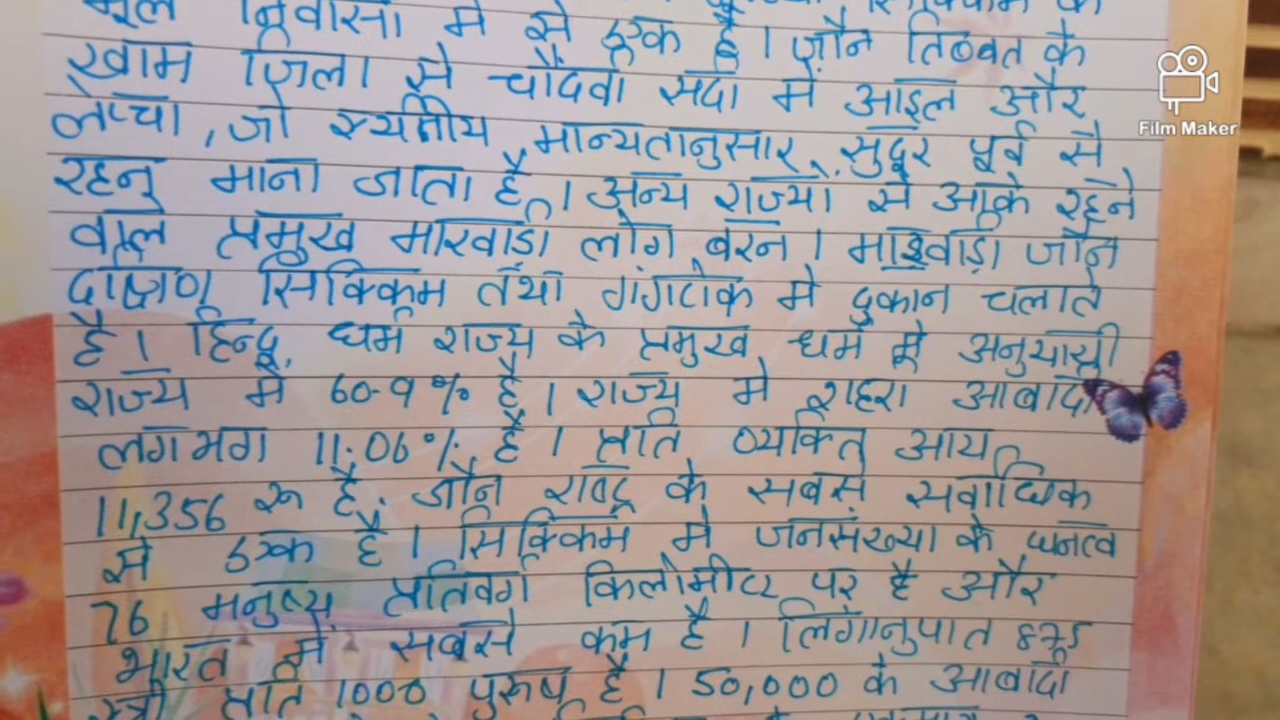 मूल निवासी में से एक है। जौन तिब्बत के
खाम जिला से चौदवी सदी में आइल और
लेप्चा, जो स्थानीय मान्यतानुसार सुदूर पूर्व से
रहनू माना जाता है। अन्य राज्यों से आके रहने
वाले प्रमुख मारवाड़ी लोग बरन। माड़वाड़ी जौन
दक्षिण सिक्किम तथा गंगटोक मे दुकान चलाते
है। हिन्दू धर्म राज्य के प्रमुख धर्म है अनुयायी
राज्य मे 60.9% है। राज्य मे शहरी आबादी
लगभग 11.06% है। प्रति व्यक्ति आय
11,356 रू है. जौन राष्ट्र के सबसे सर्वाधिक
से एक है। सिक्किम मे जनसंख्या के घनत्व
76 मनुष्य प्रतिवर्ग किलोमीटर पर है और
भारत में सबसे कम है। लिंगानुपात 875
स्त्री प्रति 1000 पुरूष है। 50,000 के आबादी
Film Maker